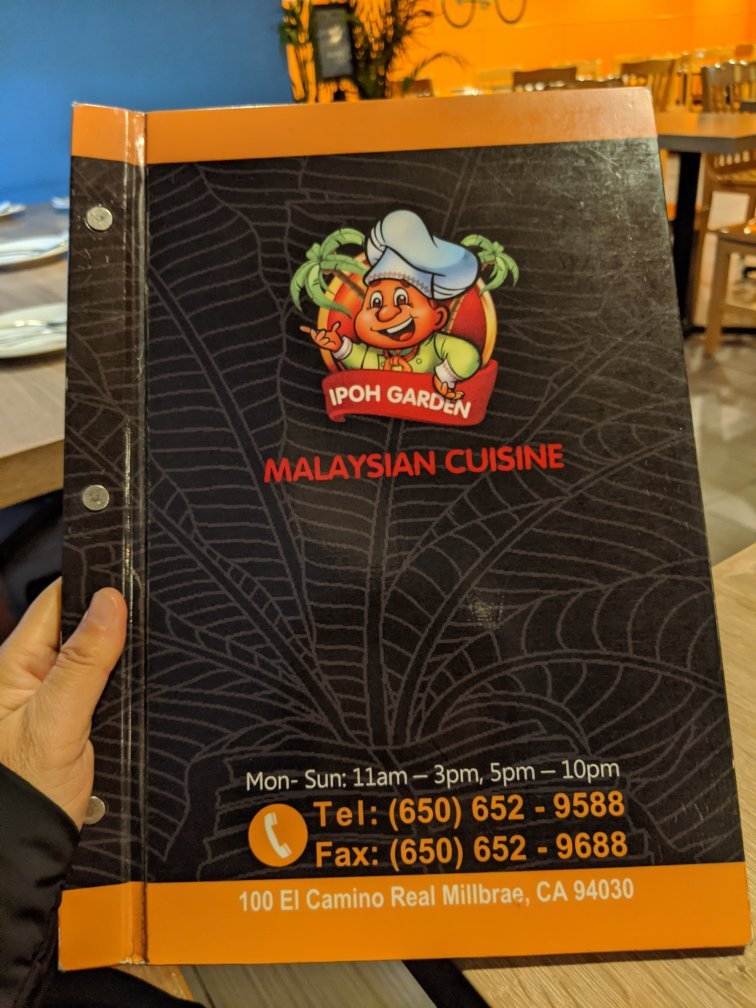 IPOH GARDEN
MALAYSIAN CUISINE
Mon- Sun: 11am – 3pm, 5pm – 10pm
Tel: (650) 652 - 9588
Fax: (650) 652 - 9688
100 El Camino Real Millbrae, CA 94030